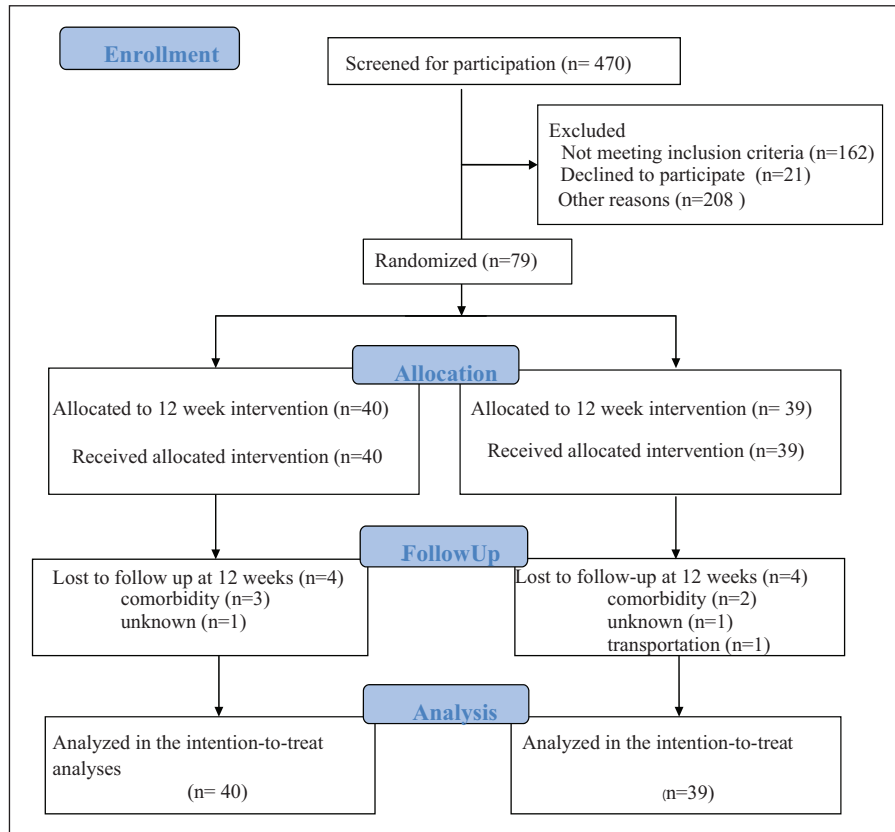 Enrollment
Screened for participation (n= 470)
Excluded
Not meeting inclusion criteria (n=162)
Declined to participate (n=21)
Other reasons (n=208 )
Randomized (n=79)
Allocation
Allocated to 12 week intervention (n=40)
Received allocated intervention (n=40
Allocated to 12 week intervention (n= 39)
Received allocated intervention (n=39)
FollowUp
Lost to follow up at 12 weeks (n=4)
comorbidity (n=3)
unknown (n=1)
Lost to follow-up at 12 weeks (n=4)
comorbidity (n=2)
unknown (n=1)
transportation (n=1)
Analysis
Analyzed in the intention-to-treat
analyses
(n= 40)
Analyzed in the intention-to-treat
(n=39)